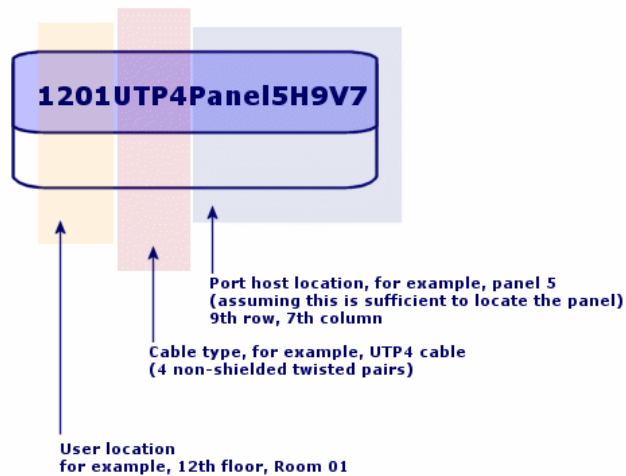 1201UTP4Panel5H9V7
Port host location, for example, panel 5
(assuming this is sufficient to locate the panel)
9th row, 7th column
Cable type, for example, UTP4 cable
(4 non-shielded twisted pairs)
User location
for example, 12th floor, Room 01